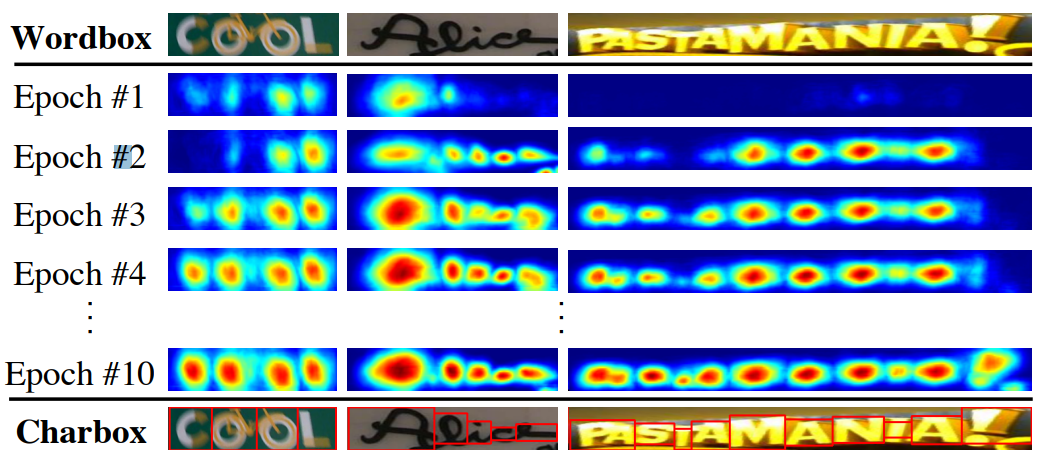 Wordbox COOL Alice PASTAMANIA!
Epoch #1
Epoch #2
Epoch #3
Epoch #4
Epoch #10
Charbox COOL Alice PASTAMANIA!